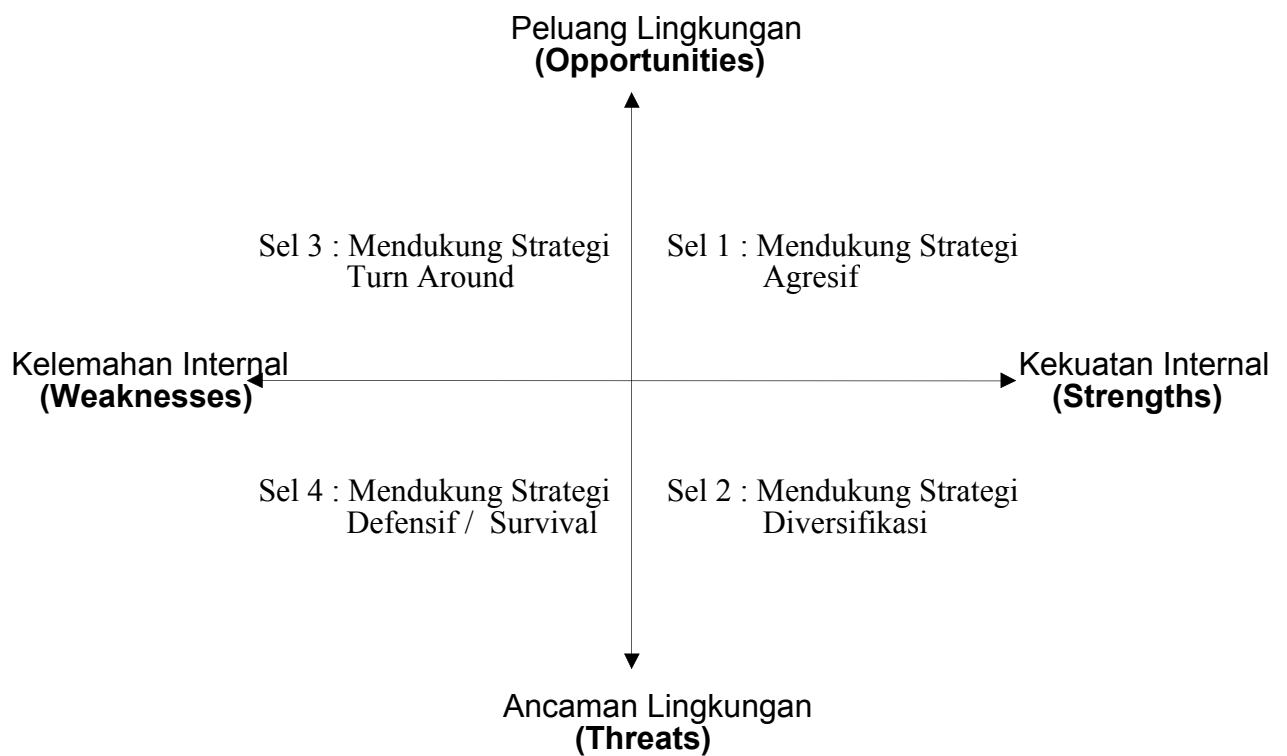 Peluang Lingkungan
(Opportunities)
Sel 3 : Mendukung Strategi
Turn Around
Sel 1 : Mendukung Strategi
Agresif
Kelemahan Internal
(Weaknesses)
Kekuatan Internal
(Strengths)
Sel 4 : Mendukung Strategi
Defensif / Survival
Sel 2 : Mendukung Strategi
Diversifikasi
Ancaman Lingkungan
(Threats)